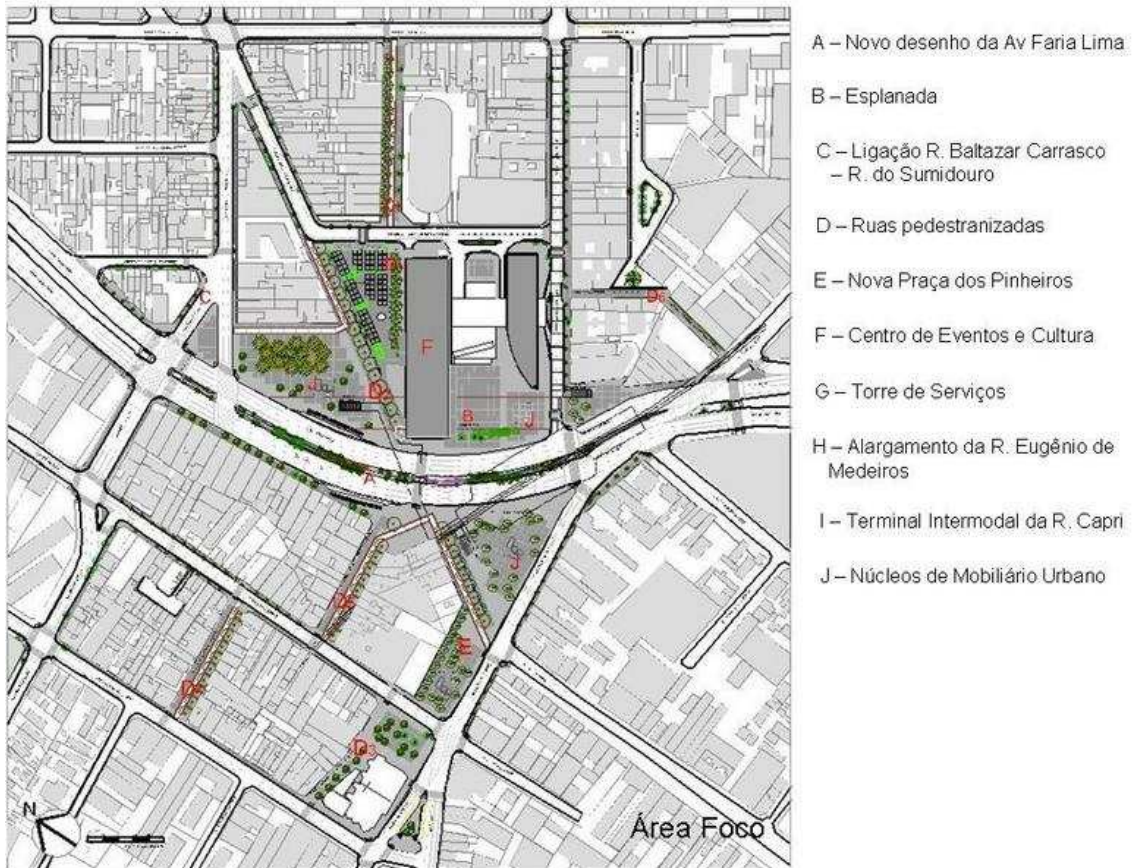 A – Novo desenho da Av Faria Lima
B – Esplanada
C – Ligação R. Baltazar Carrasco
– R. do Sumidouro
D – Ruas pedestranizadas
E – Nova Praça dos Pinheiros
F – Centro de Eventos e Cultura
G – Torre de Serviços
H – Alargamento da R. Eugênio de
Medeiros
I – Terminal Intermodal da R. Capri
J – Núcleos de Mobiliário Urbano
C
F
B
J
A
J
E
D3
N
Área Foco